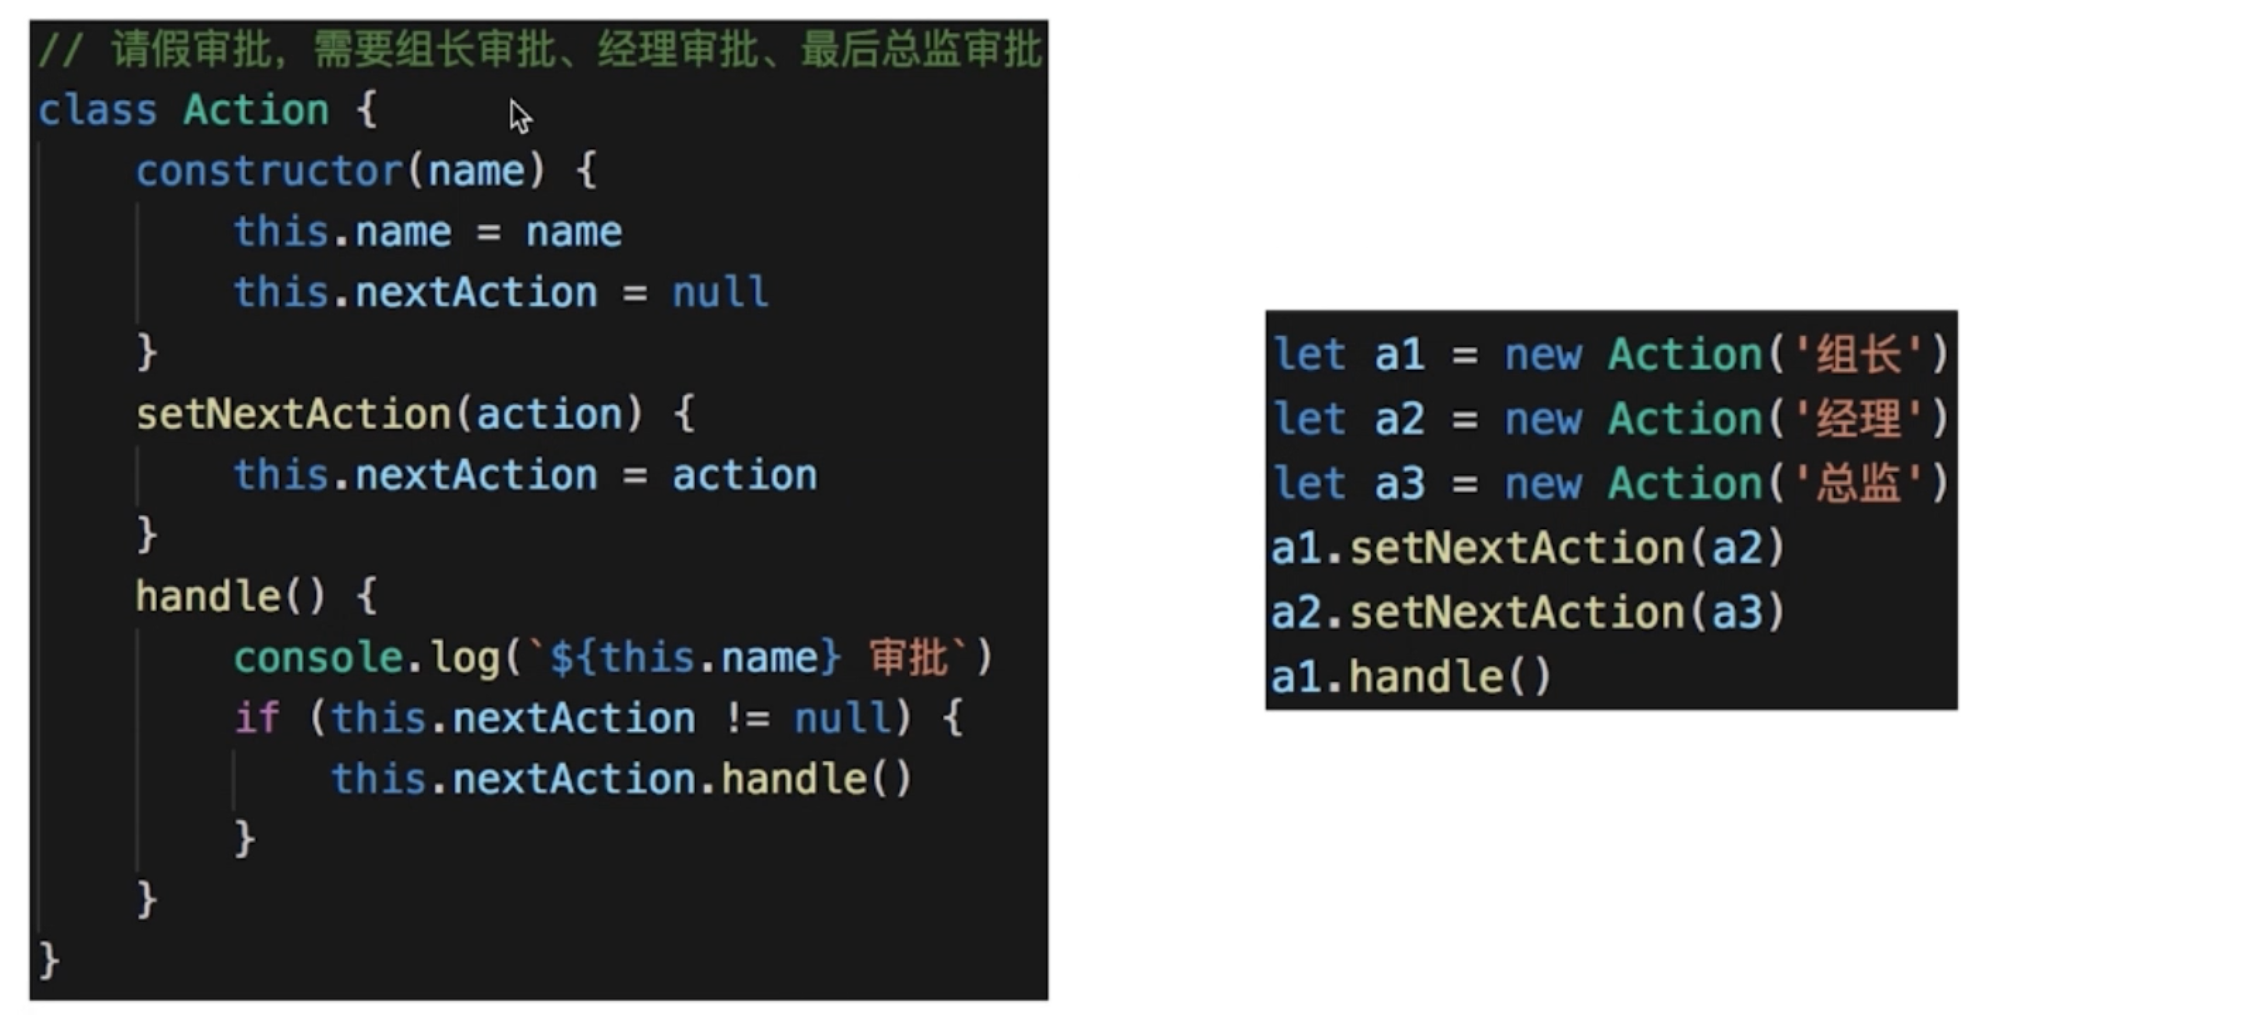 // 请假审批，需要组长审批、经理审批、最后总监审批
class Action {
    constructor(name) {
        this.name = name
        this.nextAction = null
    }
    setNextAction(action) {
        this.nextAction = action
    }
    handle() {
        console.log(`${this.name} 审批`)
        if (this.nextAction != null) {
            this.nextAction.handle()
        }
    }
}
let a1 = new Action('组长')
let a2 = new Action('经理')
let a3 = new Action('总监')
a1.setNextAction(a2)
a2.setNextAction(a3)
a1.handle()